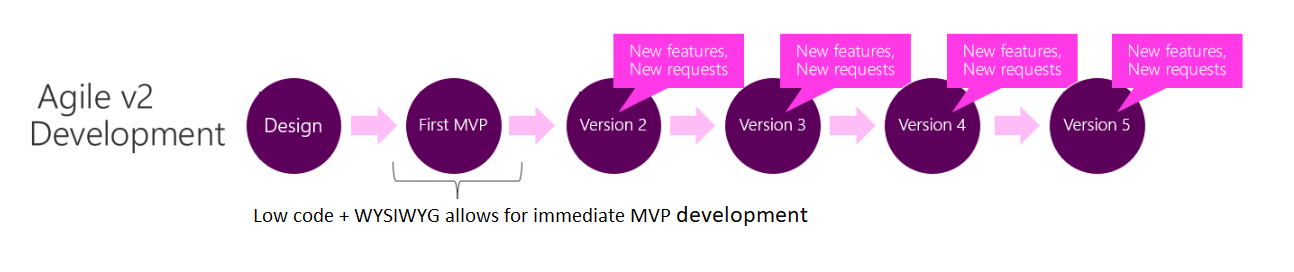 Agile v2
Development
Design
First MVP
Version 2
New features,
New requests
Version 3
New features,
New requests
Version 4
New features,
New requests
Version 5
New features,
New requests
Low code + WYSIWYG allows for immediate MVP development